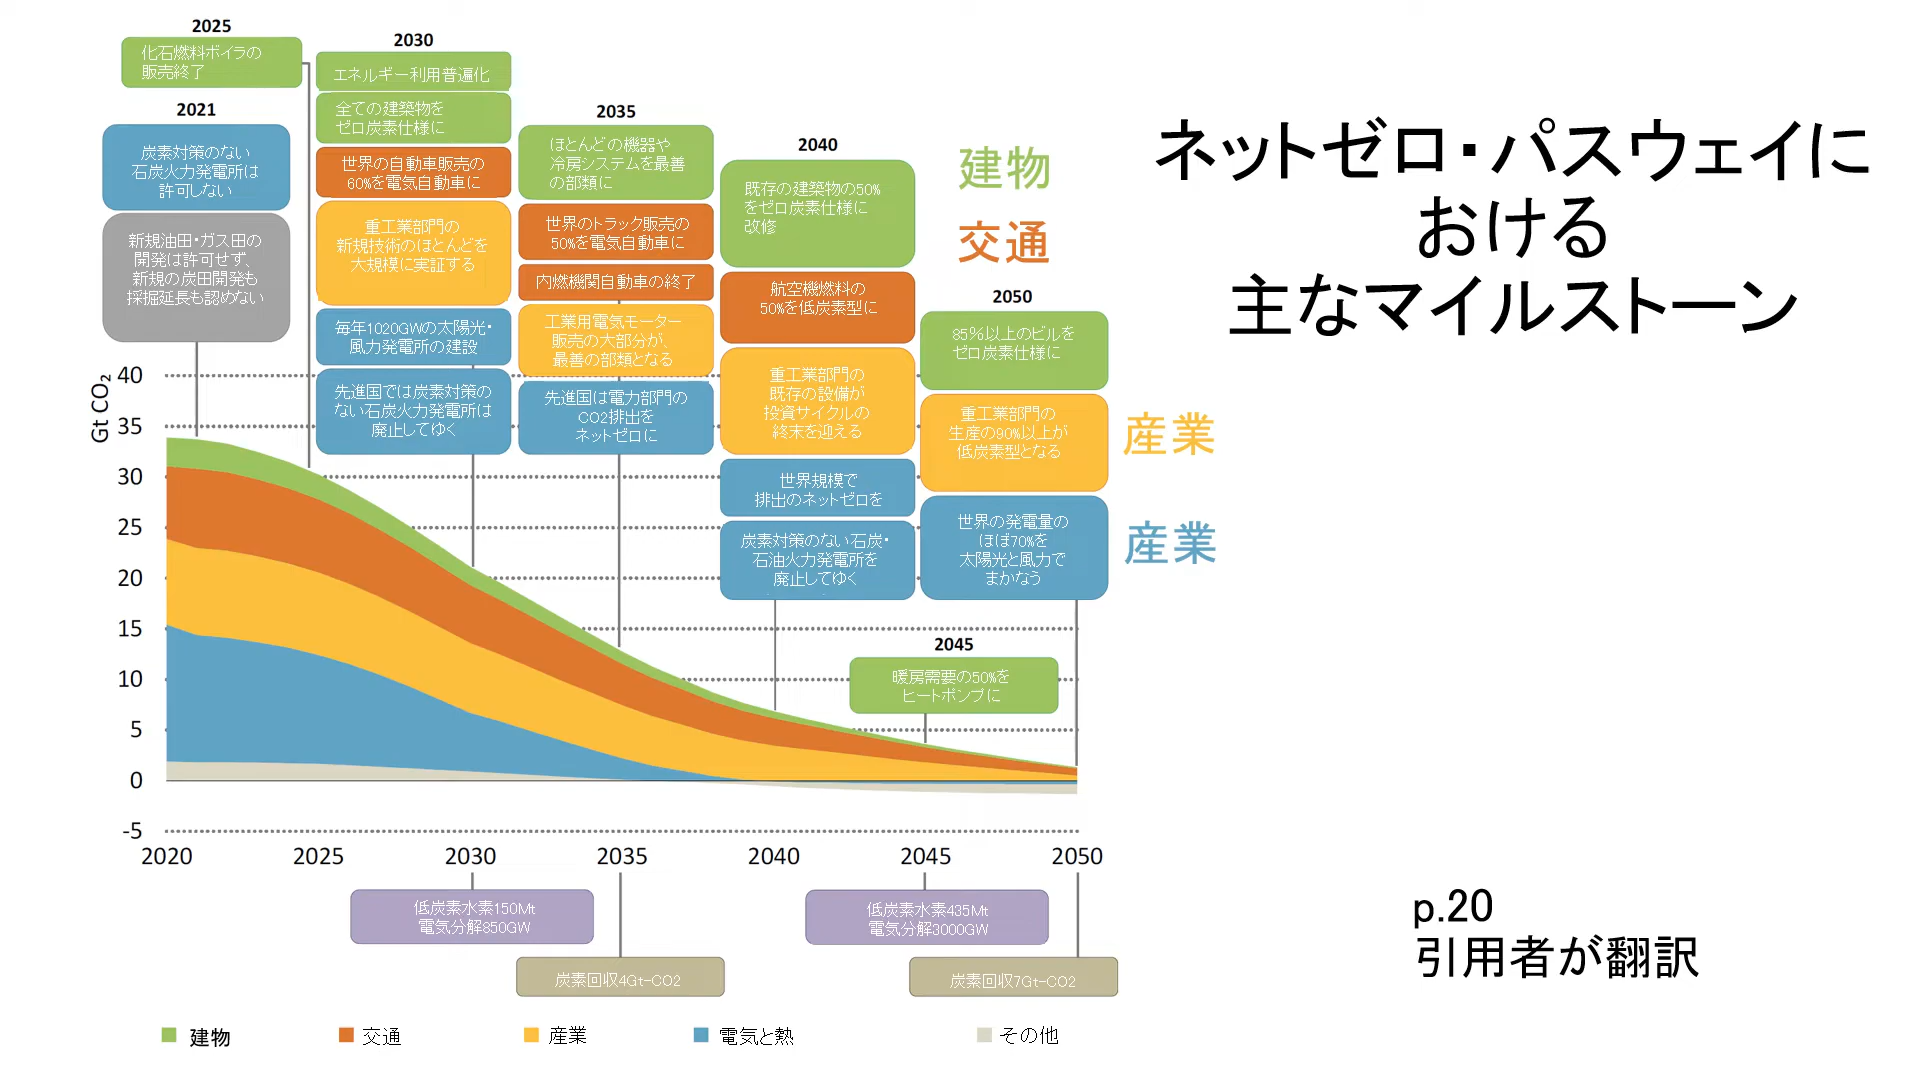 ネットゼロ・パスウェイに
おける
主なマイルストーン
2025
化石燃料ボイラの
販売終了
2021
炭素対策のない
石炭火力発電所は
許可しない
新規油田・ガス田の
開発は許可せず、
新規の炭田開発も
採掘延長も認めない
2030
エネルギー利用普遍化
全ての建築物を
ゼロ炭素仕様に
世界の自動車販売の
60%を電気自動車に
重工業部門の
新規技術のほとんどを
大規模に実証する
毎年1020GWの太陽光・
風力発電所の建設
先進国では炭素対策の
ない石炭火力発電所は
廃止してゆく
2035
ほとんどの機器や
冷房システムを最善
の部類に
世界のトラック販売の
50%を電気自動車に
内燃機関自動車の終了
工業用電気モーター
販売の大部分が、
最善の部類となる
先進国は電力部門の
CO2排出を
ネットゼロに
2040
既存の建築物の50%
をゼロ炭素仕様に
改修
航空機燃料の
50%を低炭素型に
重工業部門の
既存の設備が
投資サイクルの
終末を迎える
世界規模で
排出のネットゼロを
炭素対策のない石炭・
石油火力発電所を
廃止してゆく
2050
85%以上のビルを
ゼロ炭素仕様に
重工業部門の
生産の90%以上が
低炭素型となる
世界の発電量の
ほぼ70%を
太陽光と風力で
まかなう
2045
暖房需要の50%を
ヒートポンプに
建物
交通
産業
産業
Gt CO₂
40
35
30
25
20
15
10
5
0
-5
2020
2025
2030
2035
2040
2045
2050
低炭素水素150Mt
電気分解850GW
炭素回収4Gt-CO2
低炭素水素435Mt
電気分解3000GW
炭素回収7Gt-CO2
建物
交通
産業
電気と熱
その他
p.20
引用者が翻訳